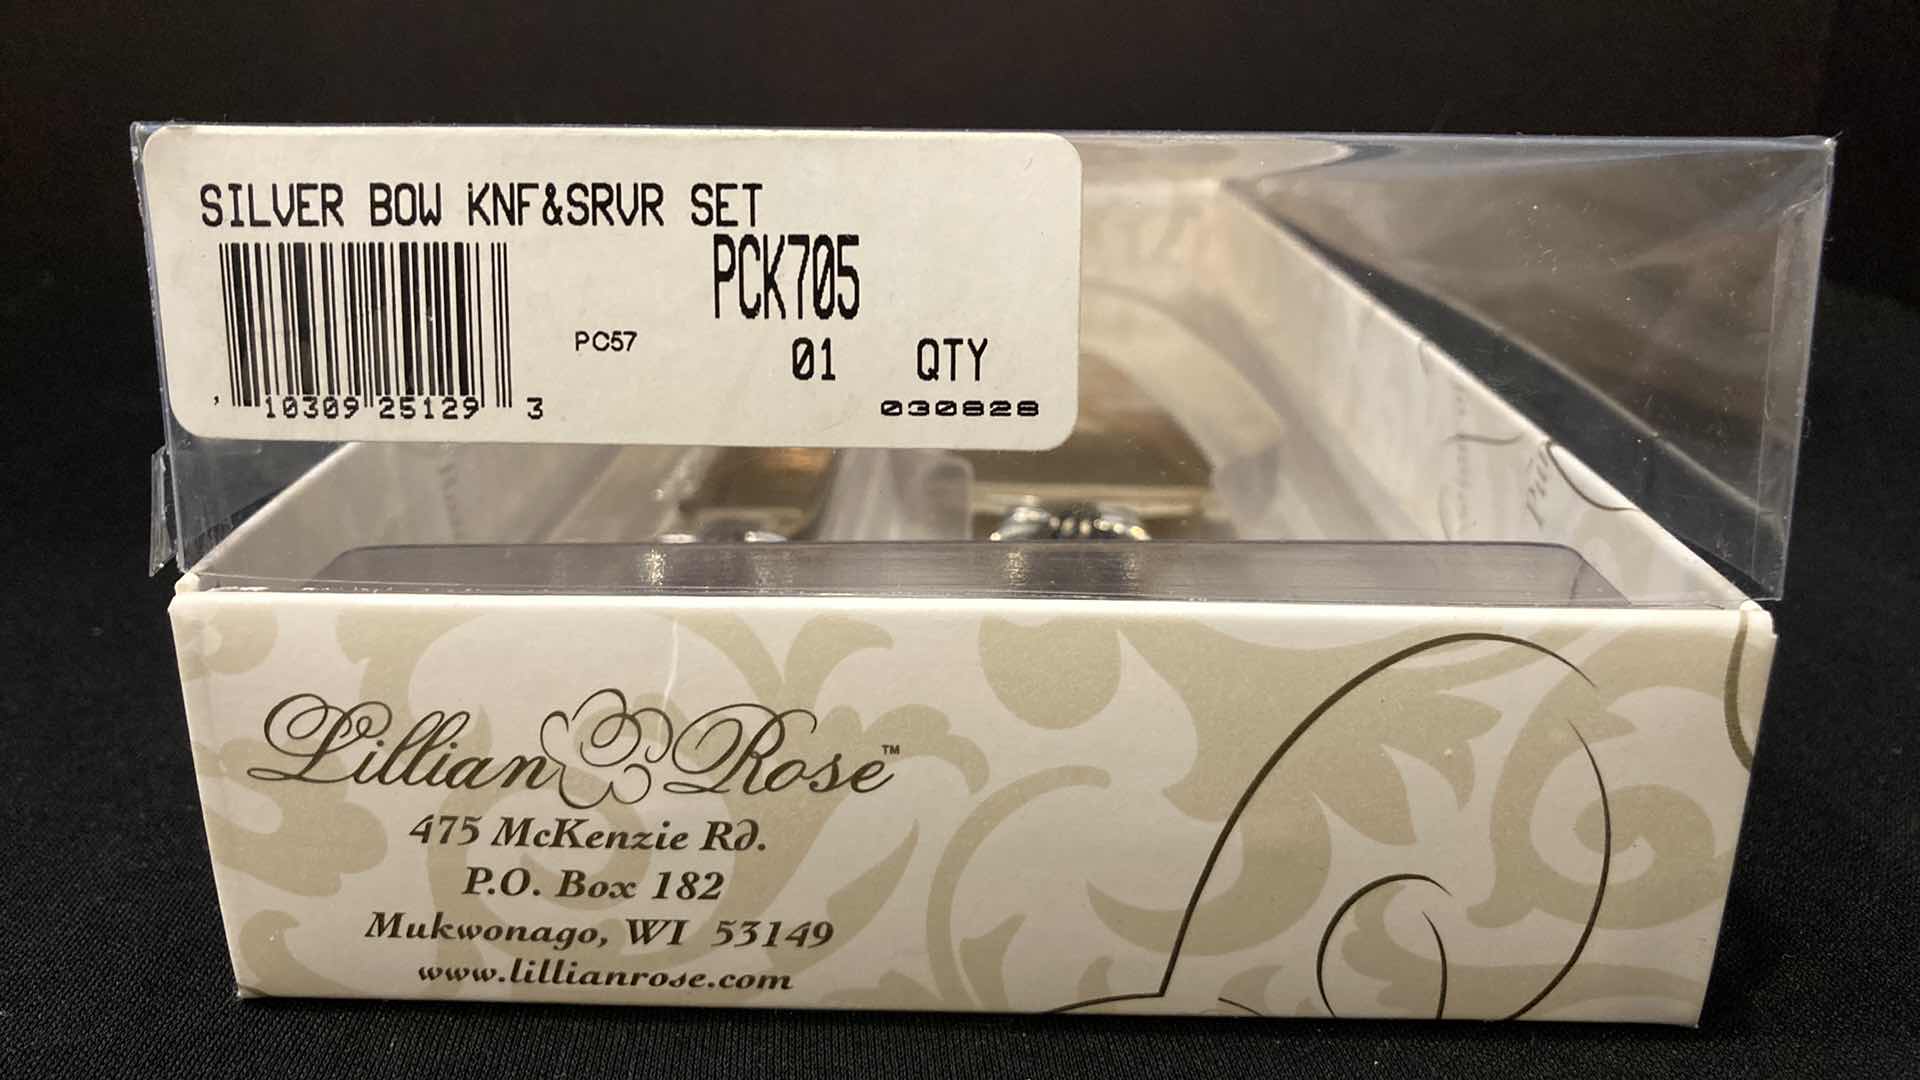 SILVER BOW KNF&SRVR SET
PCK705
PC57
01 QTY
, 10309 25129 3
030828
Lillian Rose™
475 McKenzie Rd.
P.O. Box 182
Mukwonago, WI 53149
www.lillianrose.com